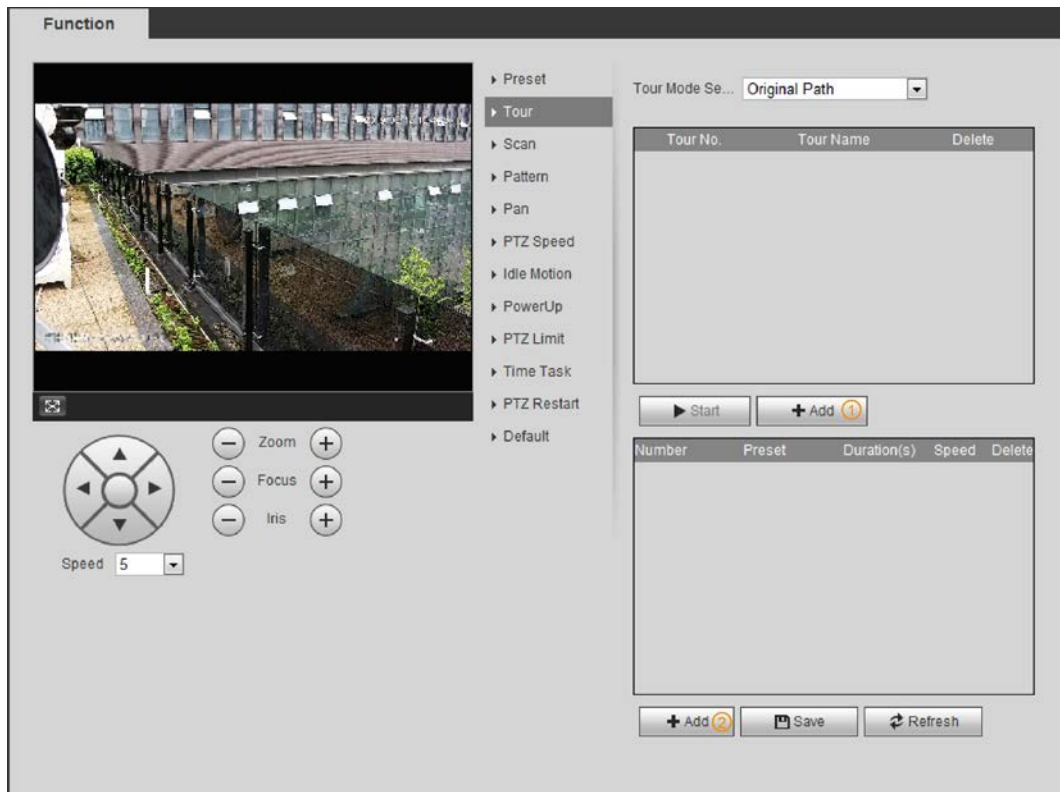 Function
Preset
Tour
Scan
Pattern
Pan
PTZ Speed
Idle Motion
PowerUp
PTZ Limit
Time Task
PTZ Restart
Default
Zoom
Focus
Iris
Speed 5
Tour Mode Se... Original Path
Tour No. Tour Name Delete
Start Add 1
Number Preset Duration(s) Speed Delete
Add 2 Save Refresh